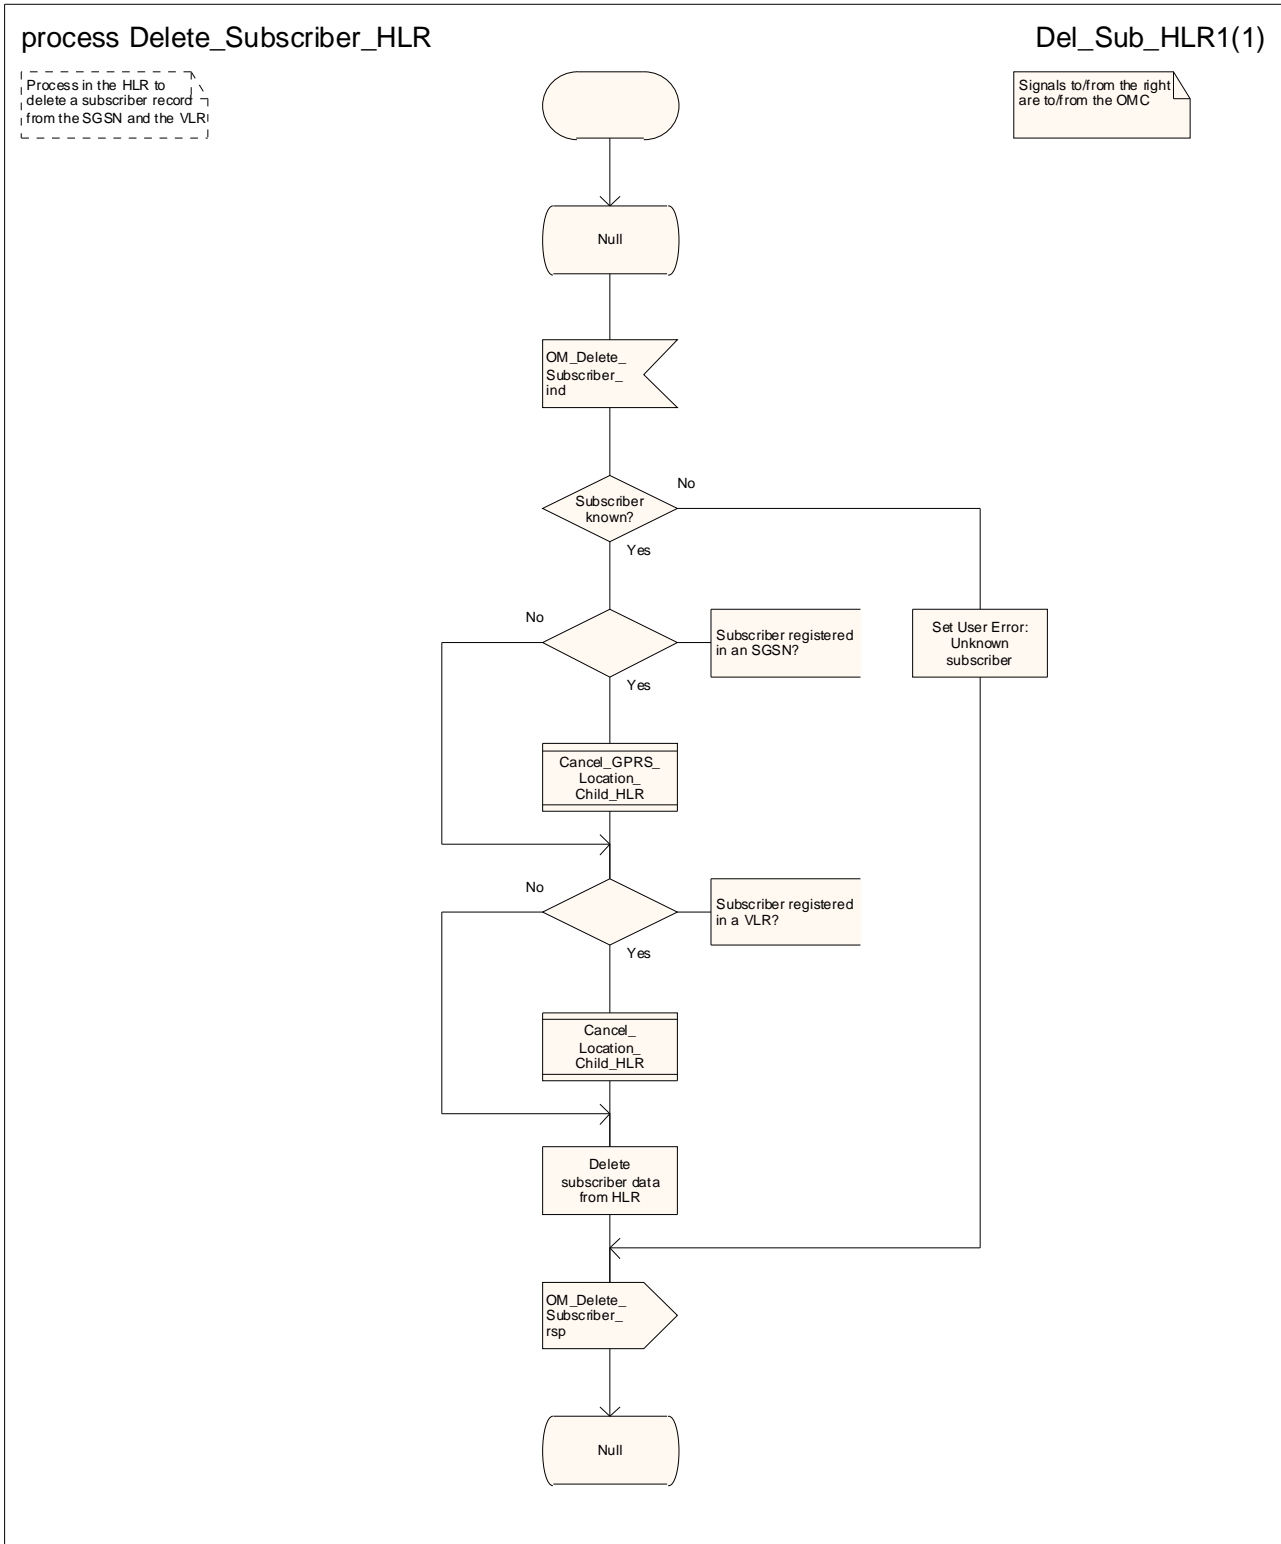 process Delete_Subscriber_HLR
Del_Sub_HLR1(1)
Process in the HLR to
delete a subscriber record
from the SGSN and the VLR
Signals to/from the right
are to/from the OMC
Null
OM_Delete_
Subscriber_
ind
Subscriber
known?
No
Yes
No
Subscriber registered
in an SGSN?
Set User Error:
Unknown
subscriber
Yes
Cancel_GPRS_
Location_
Child_HLR
No
Subscriber registered
in a VLR?
Yes
Cancel_
Location_
Child_HLR
Delete
subscriber data
from HLR
OM_Delete_
Subscriber_
rsp
Null